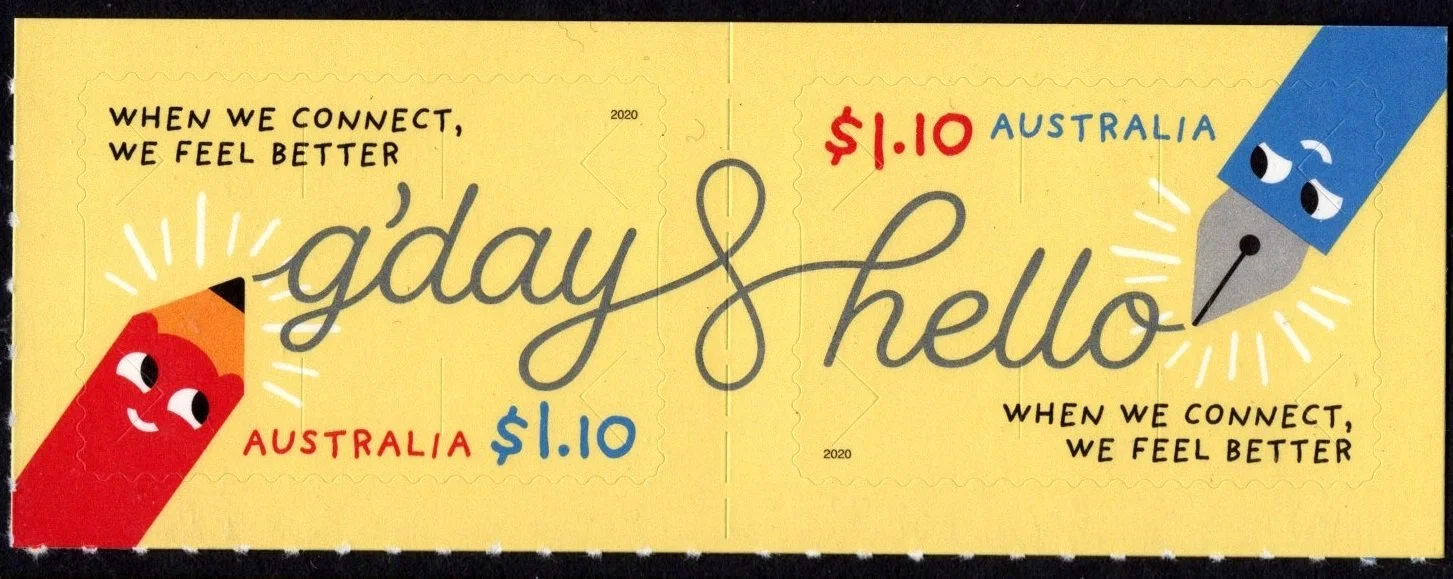 WHEN WE CONNECT,
WE FEEL BETTER
2020
g'day
AUSTRALIA $1.10
$1.10 AUSTRALIA
hello
WHEN WE CONNECT,
WE FEEL BETTER
2020